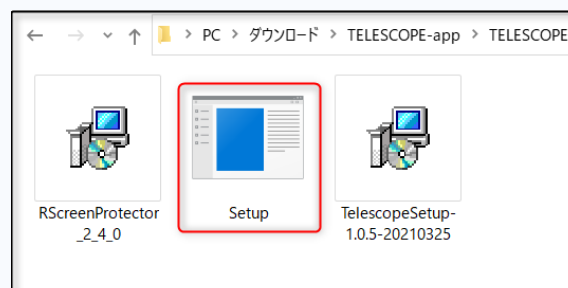 PC > ダウンロード > TELESCOPE-app > TELESCOPE
RScreenProtector
_2_4_0
Setup
TelescopeSetup-
1.0.5-20210325